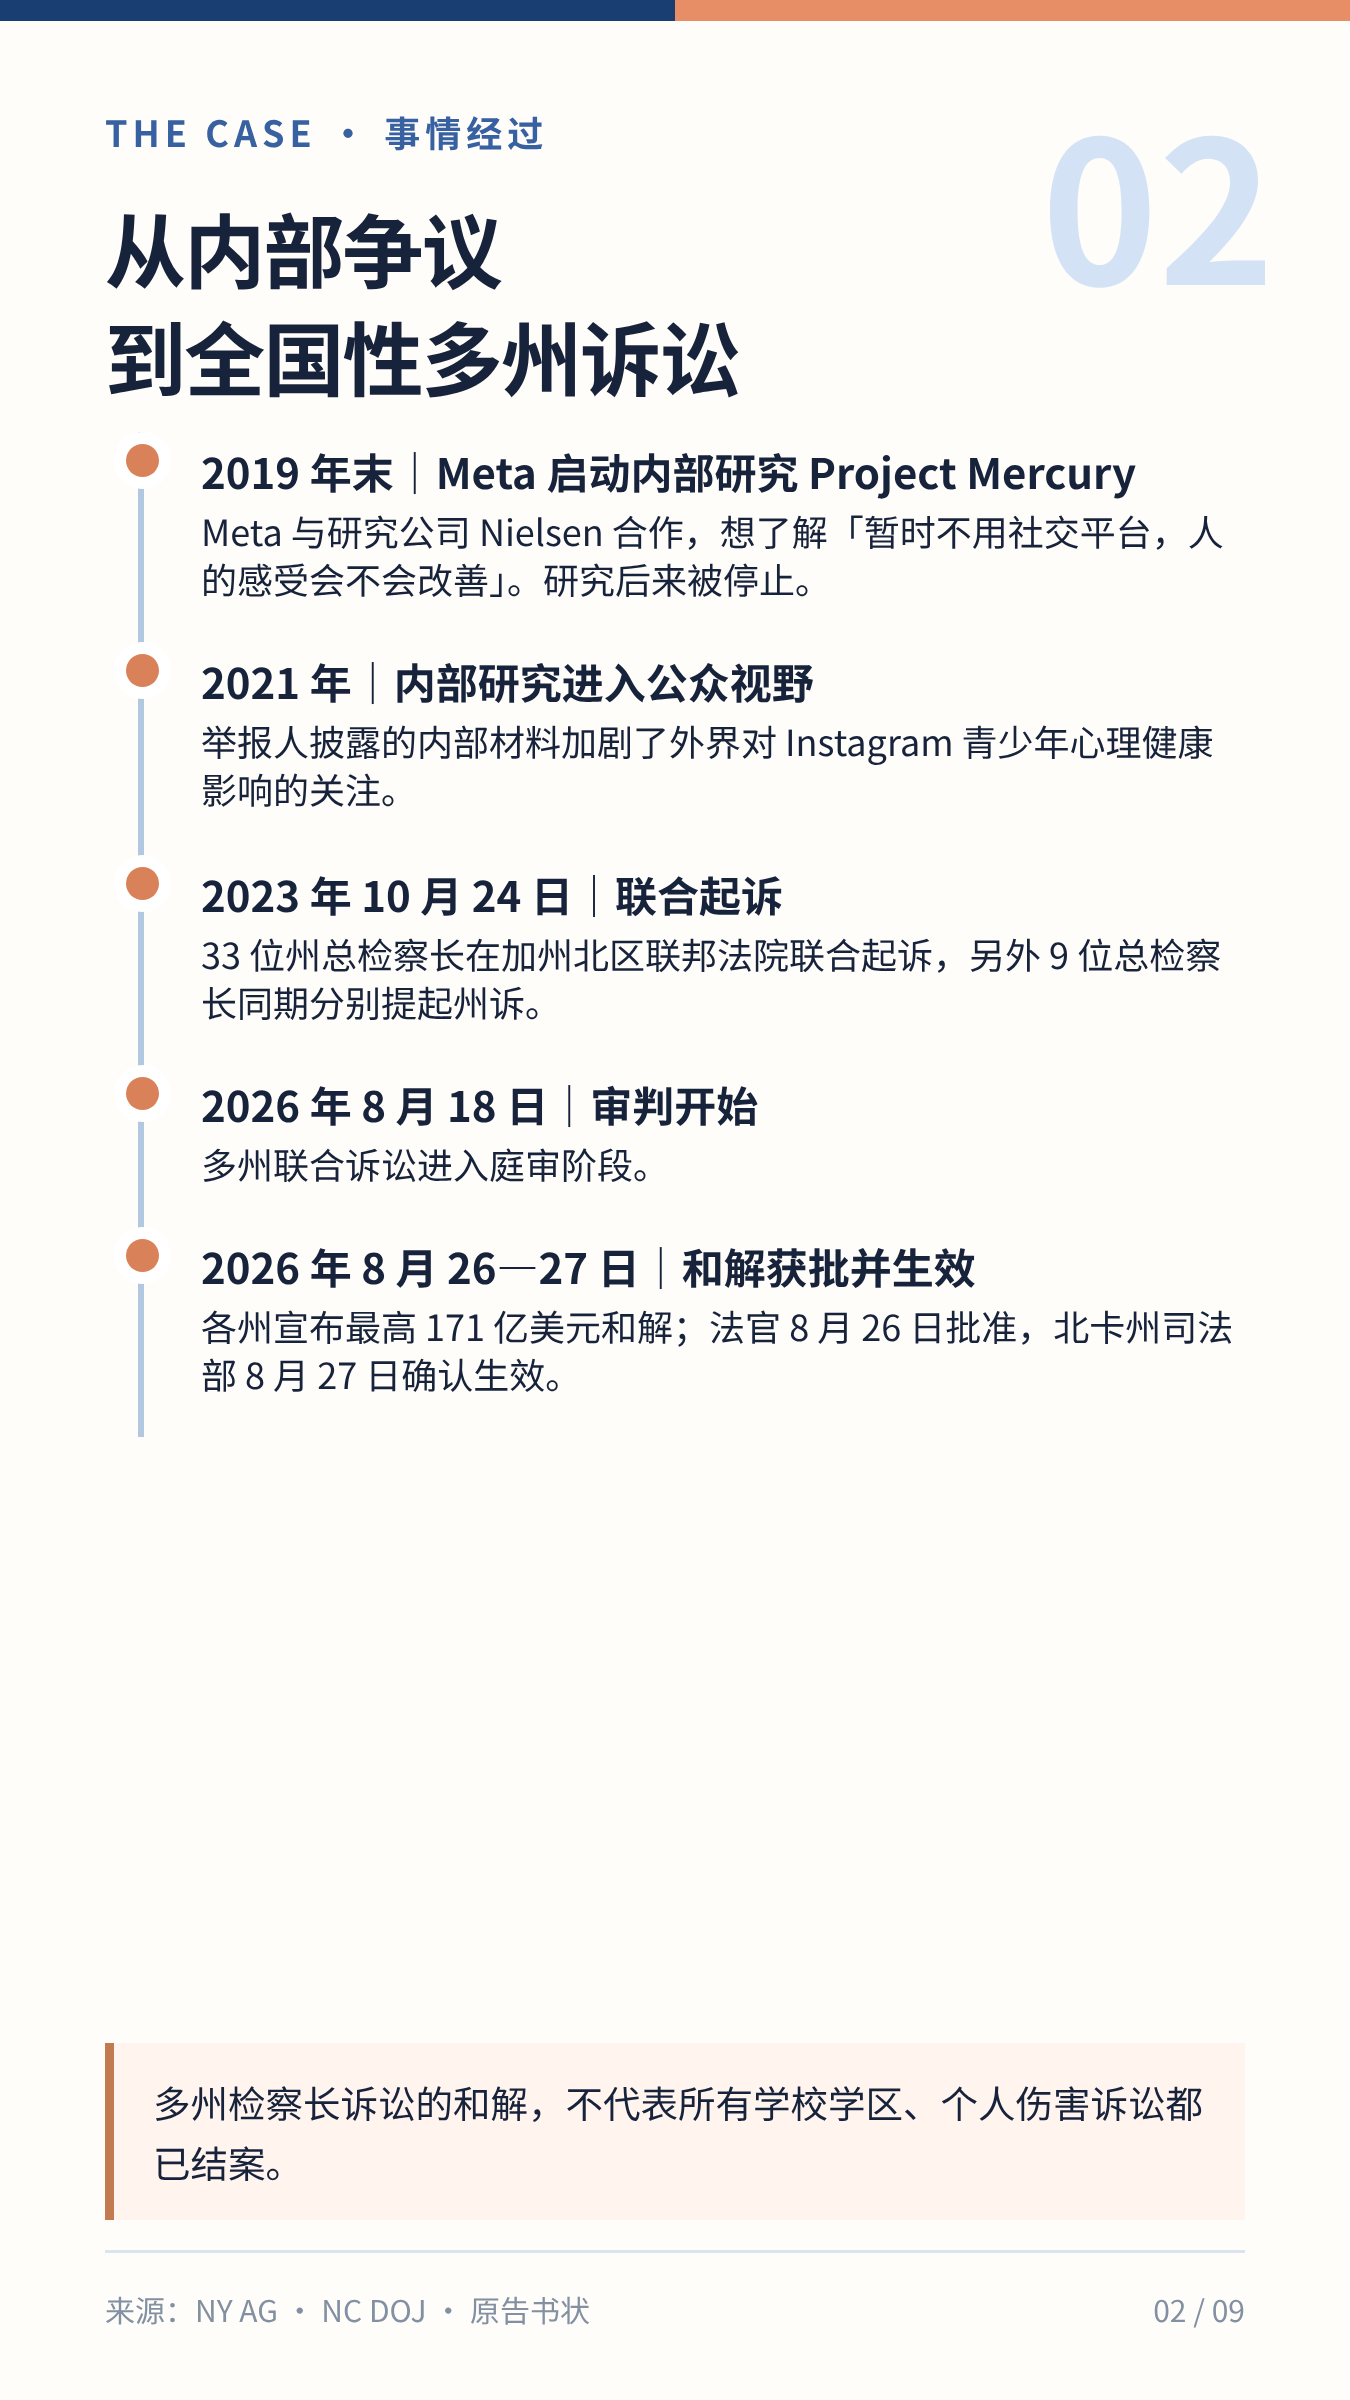 THE CASE · 事情经过
02
从内部争议
到全国性多州诉讼
2019 年末｜Meta 启动内部研究 Project Mercury
Meta 与研究公司 Nielsen 合作，想了解「暂时不用社交平台，人
的感受会不会改善」。研究后来被停止。
2021 年｜内部研究进入公众视野
举报人披露的内部材料加剧了外界对 Instagram 青少年心理健康
影响的关注。
2023 年 10 月 24 日｜联合起诉
33 位州总检察长在加州北区联邦法院联合起诉，另外 9 位总检察
长同期分别提起州诉。
2026 年 8 月 18 日｜审判开始
多州联合诉讼进入庭审阶段。
2026 年 8 月 26—27 日｜和解获批并生效
各州宣布最高 171 亿美元和解；法官 8 月 26 日批准，北卡州司法
部 8 月 27 日确认生效。
多州检察长诉讼的和解，不代表所有学校学区、个人伤害诉讼都
已结案。
来源：NY AG · NC DOJ · 原告书状
02 / 09